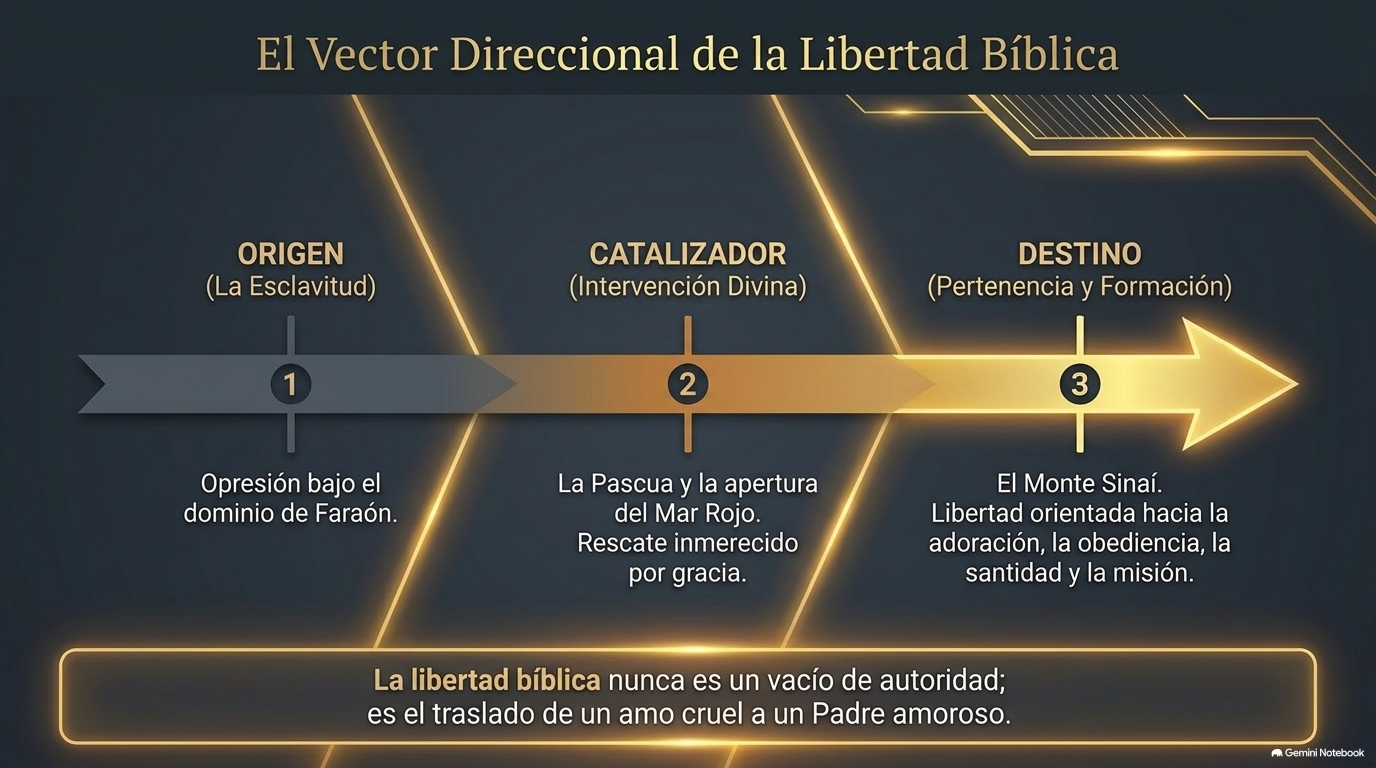 El Vector Direccional de la Libertad Bíblica
ORIGEN
(La Esclavitud)
1
Opresión bajo el
dominio de Faraón.
CATALIZADOR
(Intervención Divina)
2
La Pascua y la apertura
del Mar Rojo.
Rescate inmerecido
por gracia.
DESTINO
(Pertenencia y Formación)
3
El Monte Sinaí.
Libertad orientada hacia la
adoración, la obediencia, la
santidad y la misión.
La libertad bíblica nunca es un vacío de autoridad;
es el traslado de un amo cruel a un Padre amoroso.
Gemini Notebook